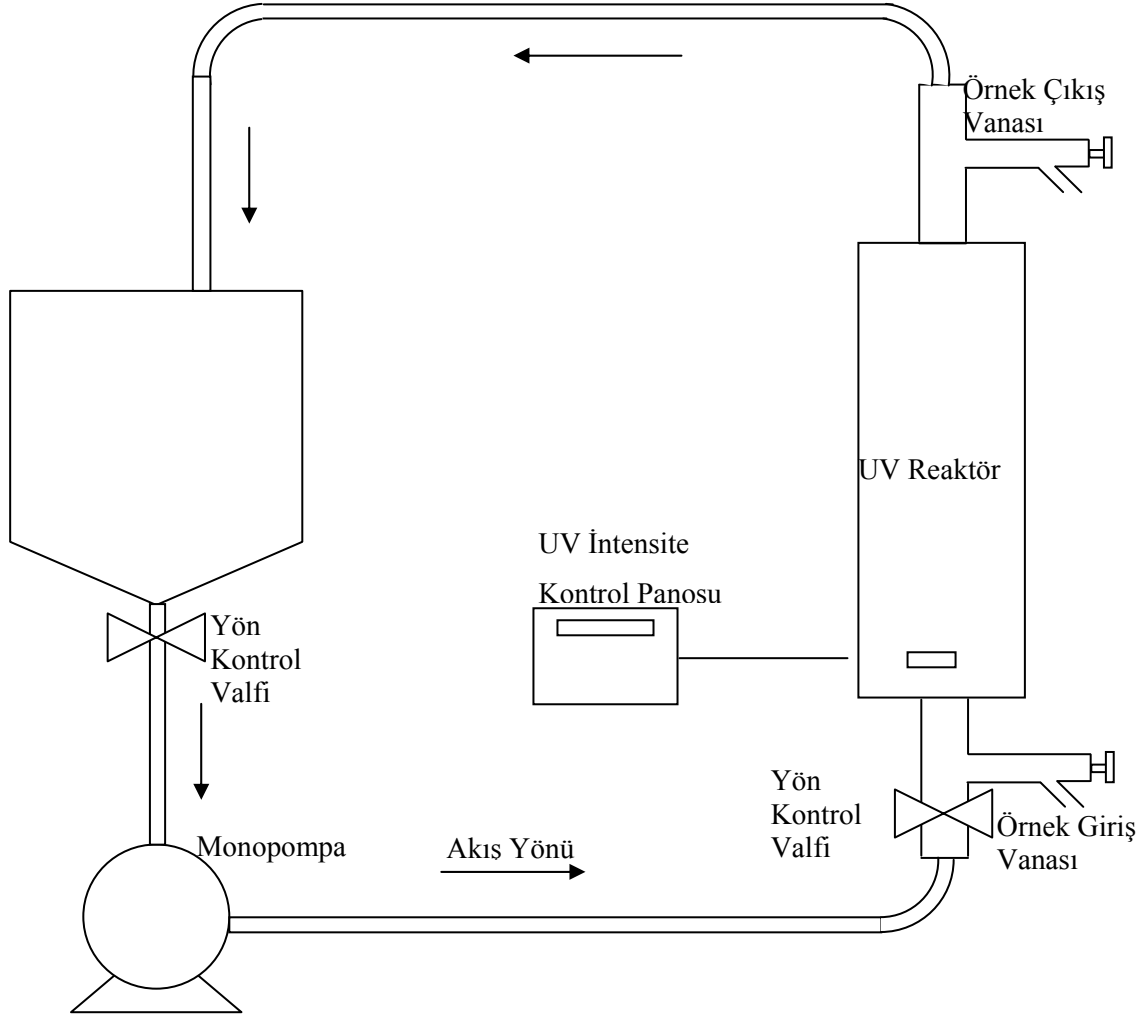 Örnek Çıkış
Vanası
UV Reaktör
UV İntensite
Kontrol Panosu
Yön
Kontrol
Valfi
Yön
Kontrol
Valfi
Örnek Giriş
Vanası
Monopompa
Akış Yönü